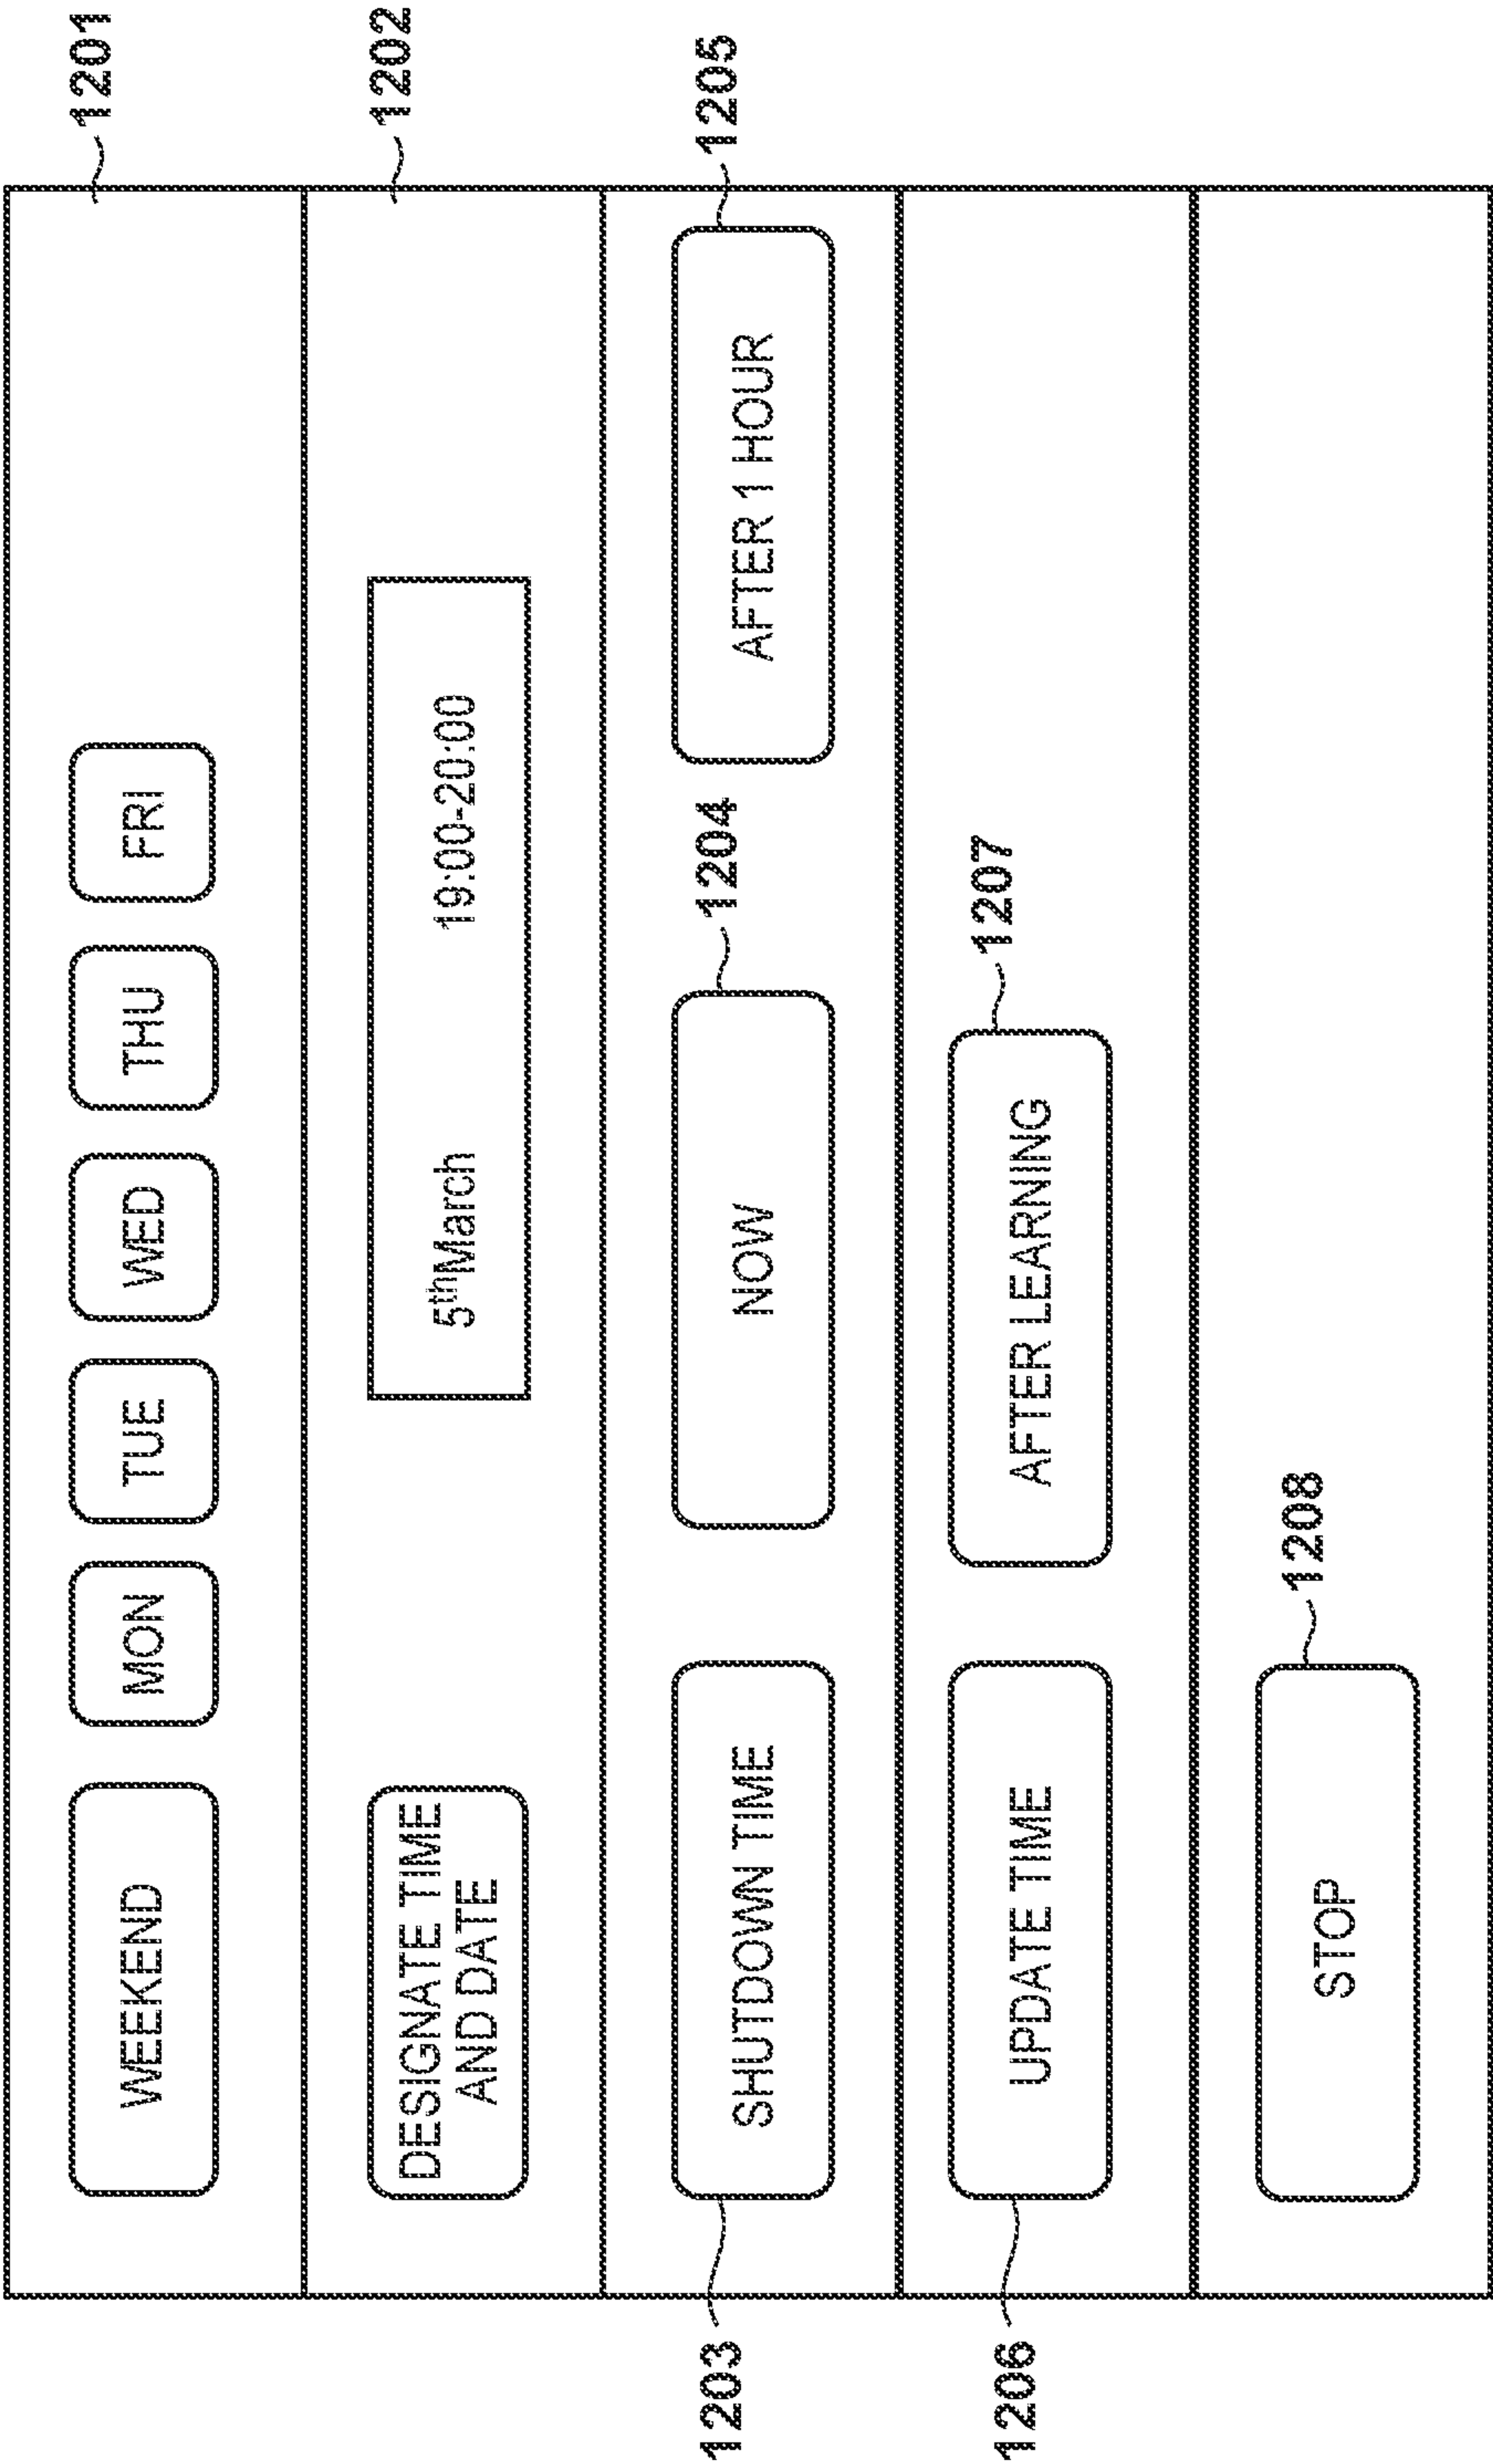 WEEKEND MON TUE WED THU FRI 1201
DESIGNATE TIME
AND DATE
5thMarch 19:00-20:00 1202
1203 SHUTDOWN TIME NOW 1204 AFTER 1 HOUR 1205
1206 UPDATE TIME AFTER LEARNING 1207
STOP 1208